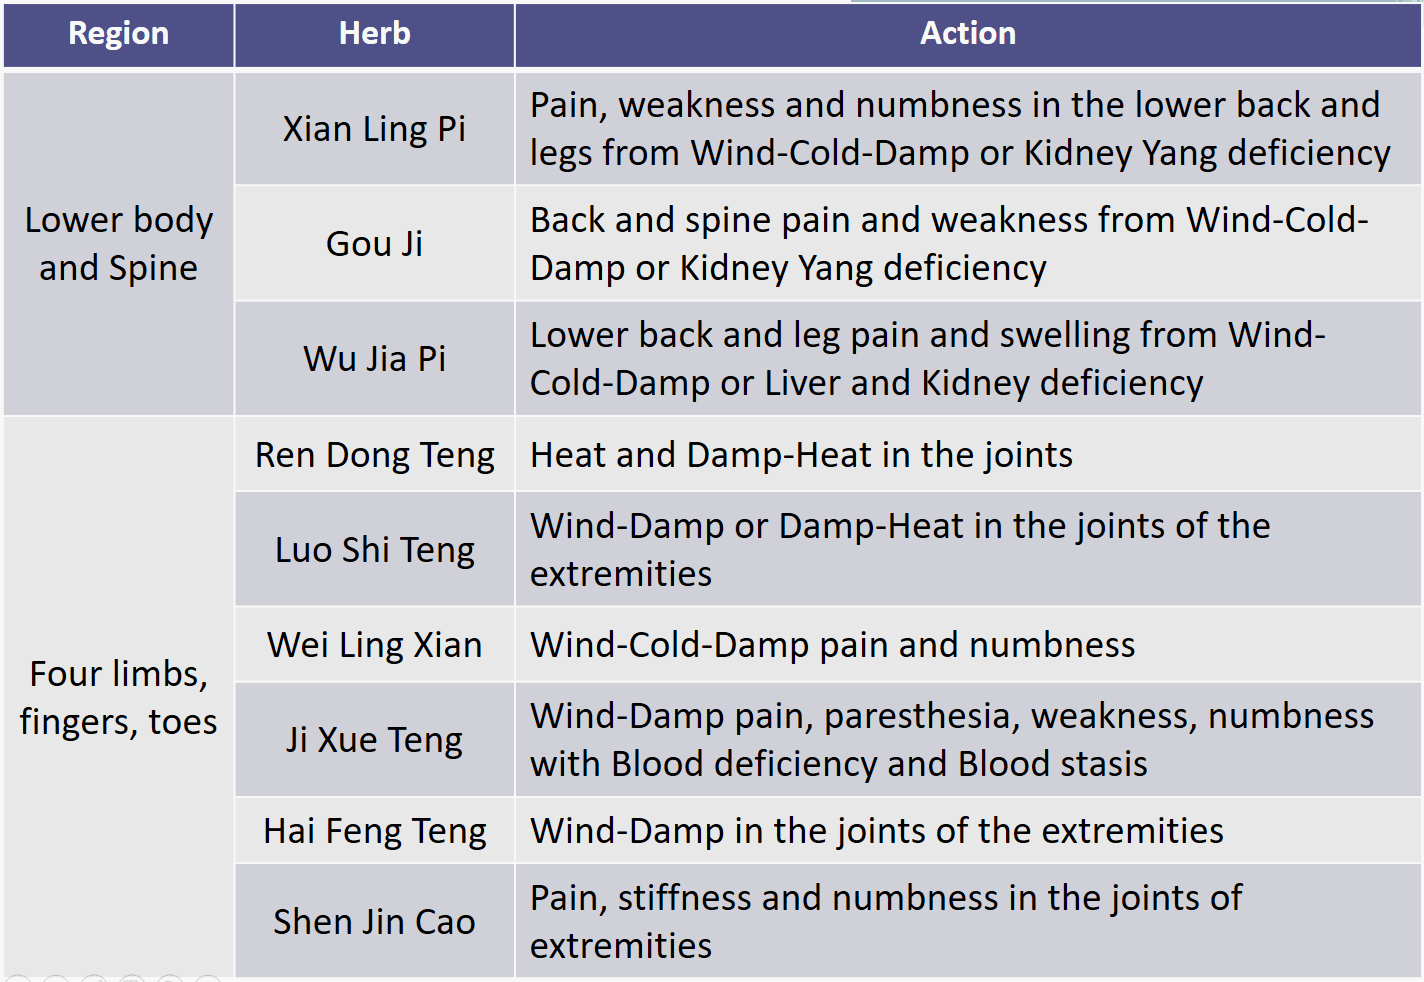 Region Herb Action
Lower body
and Spine
Xian Ling Pi
Pain, weakness and numbness in the lower back and
legs from Wind-Cold-Damp or Kidney Yang deficiency
Gou Ji
Back and spine pain and weakness from Wind-Cold-
Damp or Kidney Yang deficiency
Wu Jia Pi
Lower back and leg pain and swelling from Wind-
Cold-Damp or Liver and Kidney deficiency
Four limbs,
fingers, toes
Ren Dong Teng
Heat and Damp-Heat in the joints
Luo Shi Teng
Wind-Damp or Damp-Heat in the joints of the
extremities
Wei Ling Xian
Wind-Cold-Damp pain and numbness
Ji Xue Teng
Wind-Damp pain, paresthesia, weakness, numbness
with Blood deficiency and Blood stasis
Hai Feng Teng
Wind-Damp in the joints of the extremities
Shen Jin Cao
Pain, stiffness and numbness in the joints of
extremities